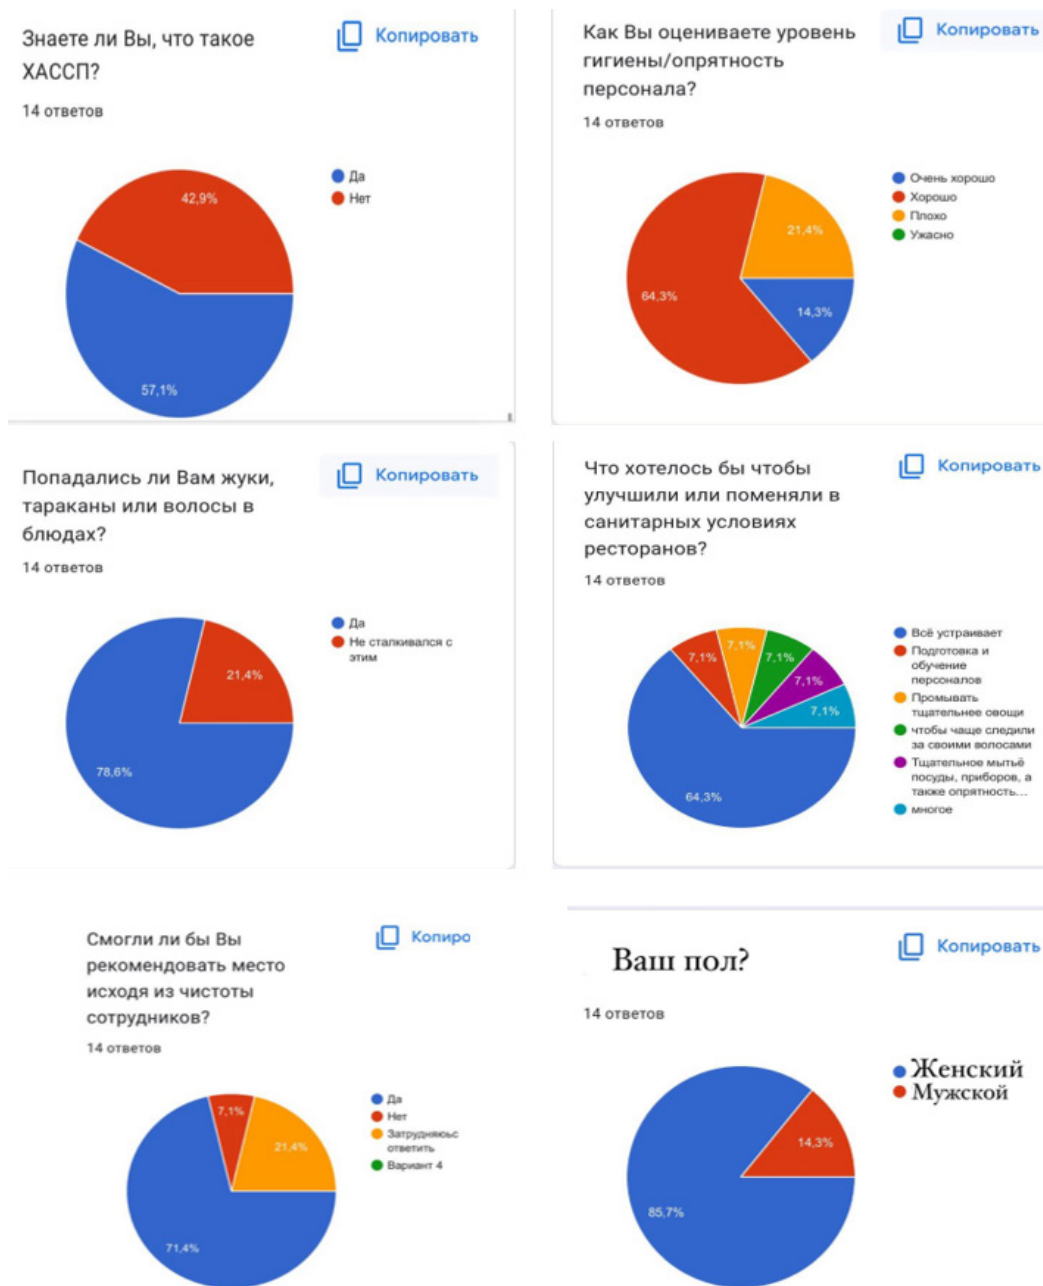 Знаете ли Вы, что такое
ХАССП?
Копировать
14 ответов
42,9%
57,1%
Да
Нет
Как Вы оцениваете уровень
гигиены/опрятность
персонала?
Копировать
14 ответов
21,4%
64,3%
14,3%
Очень хорошо
Хорошо
Плохо
Ужасно
Попадались ли Вам жуки,
тараканы или волосы в
блюдах?
Копировать
14 ответов
21,4%
78,6%
Да
Не сталкивался с
этим
Что хотелось бы чтобы
улучшили или поменяли в
санитарных условиях
ресторанов?
Копировать
14 ответов
7,1%
7,1%
7,1%
7,1%
7,1%
64,3%
Всё устраивает
Подготовка и
обучение
персоналов
Промывать
тщательнее овощи
чтобы чаще следили
за своими волосами
Тщательное мытьё
посуды, приборов, а
также опрятность...
многое
Смогли ли бы Вы
рекомендовать место
исходя из чистоты
сотрудников?
Копиро
14 ответов
7,1%
21,4%
71,4%
Да
Нет
Затрудняюьс
ответить
Вариант 4
Ваш пол?
Копировать
14 ответов
14,3%
85,7%
Женский
Мужской